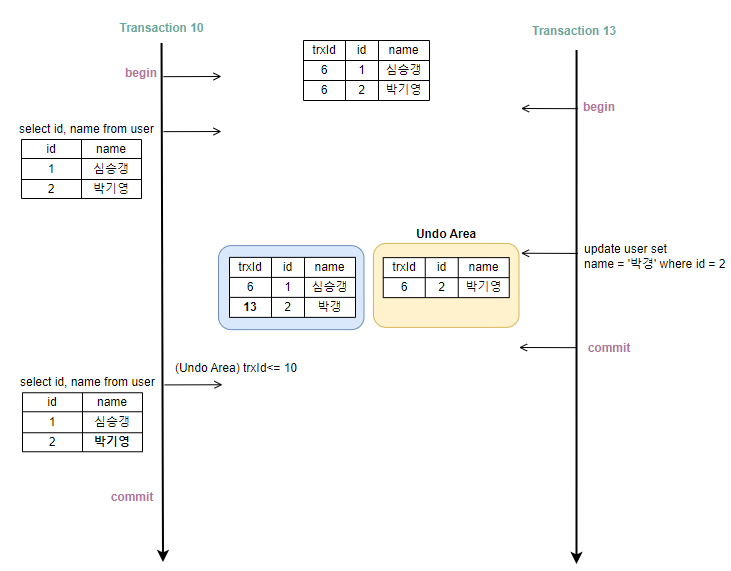 Transaction 10
Transaction 13
trxId id name
6 1 심승갱
6 2 박기영
begin
begin
select id, name from user
id name
1 심승갱
2 박기영
Undo Area
trxId id name
6 1 심승갱
13 2 박갱
trxId id name
6 2 박기영
update user set
name = '박경' where id = 2
commit
(Undo Area) trxId<= 10
select id, name from user
id name
1 심승갱
2 박기영
commit